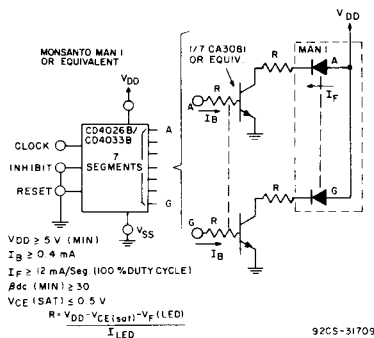 MONSANTO MAN I
OR EQUIVALENT
VDD
CD4026B/
CD4033B
7
SEGMENTS
A
G
CLOCK
INHIBIT
RESET
VSS
1/7 CA3081
OR EQUIV.
R
A
IB
R
MAN I
A
IF
VDD
R
G
IB
R
G
VDD ≥ 5 V (MIN)
IB ≥ 0.4 mA
IF ≥ 12 mA/Seg. (100 % DUTY CYCLE)
βdc (MIN) ≥ 30
VCE (SAT) ≤ 0.5 V
R = VDD - VCE(sat) - VF (LED)
ILED
92CS-31709